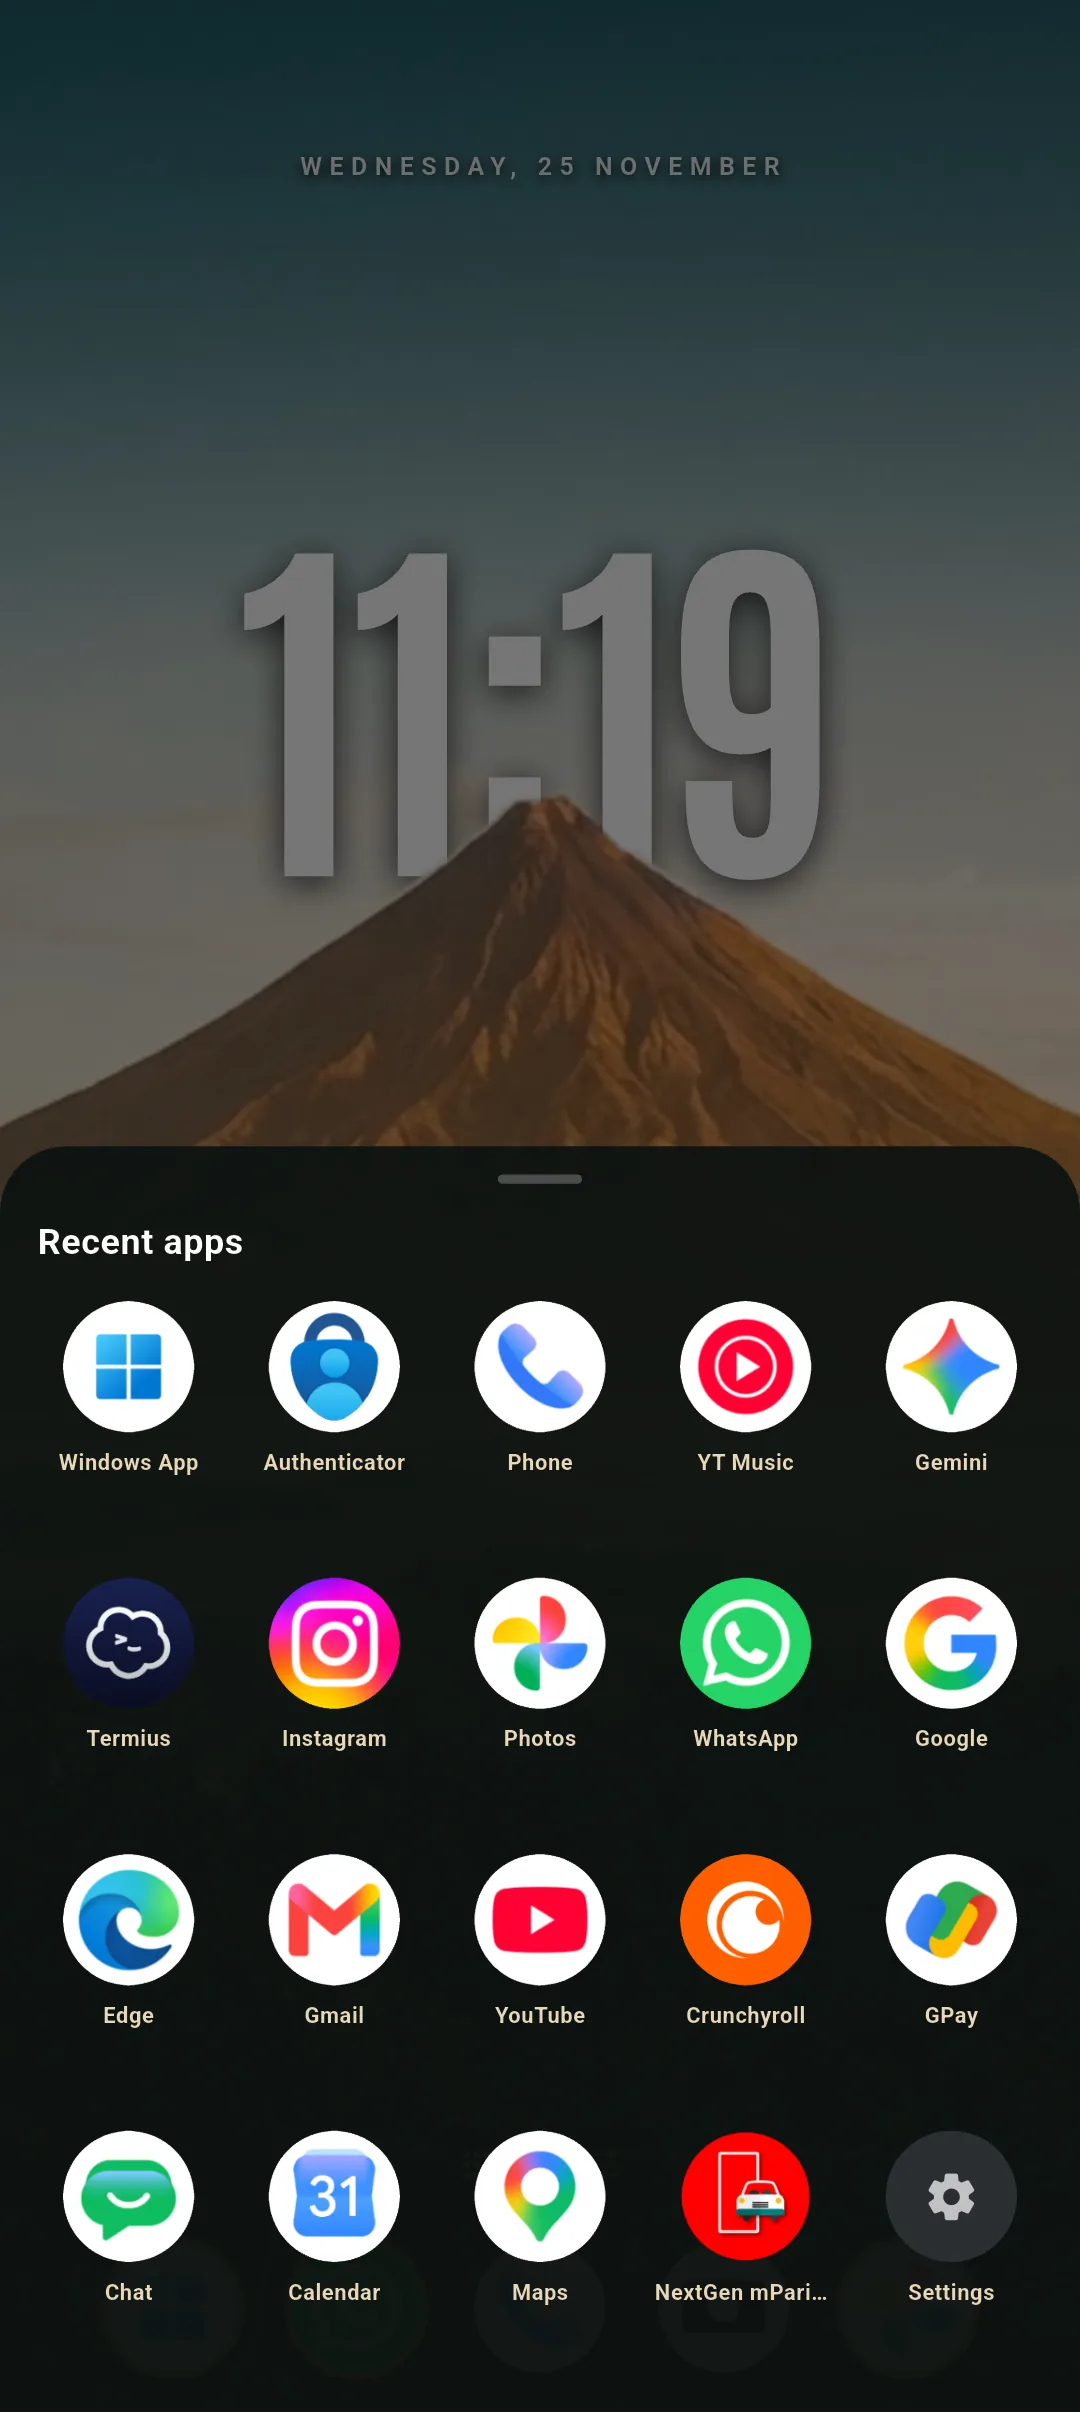 WEDNESDAY, 25 NOVEMBER
11:19
Recent apps
Windows App
Authenticator
Phone
YT Music
Gemini
Termius
Instagram
Photos
WhatsApp
Google
Edge
Gmail
YouTube
Crunchyroll
GPay
31
Chat
Calendar
Maps
NextGen mPari...
Settings